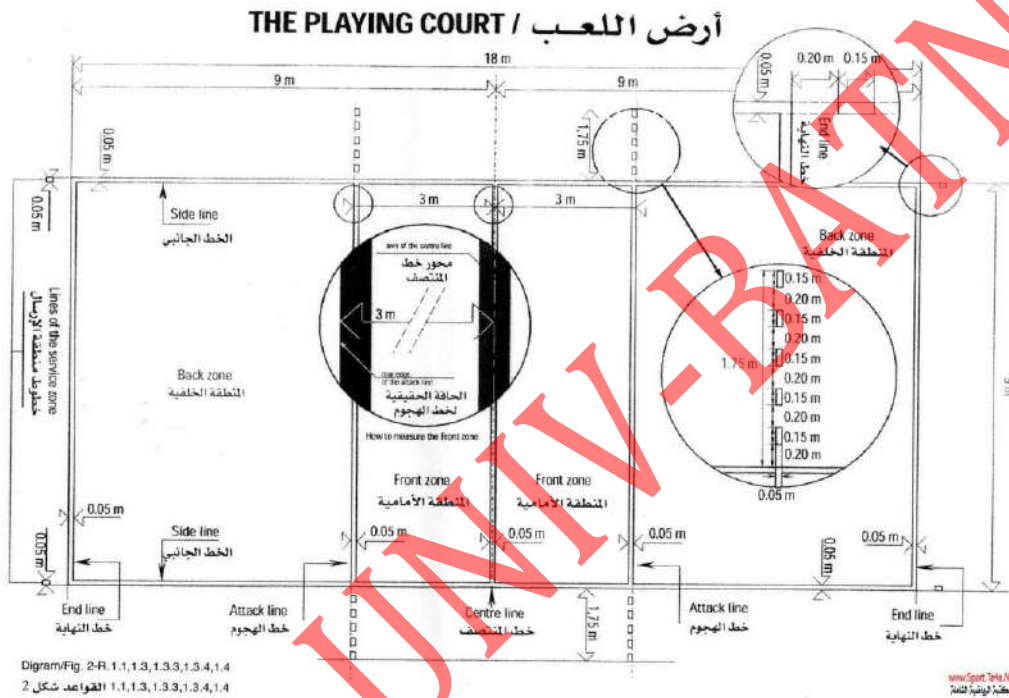 THE PLAYING COURT / أرض اللعـب
18 m
9 m
9 m
0.20 m
0.15 m
0.05 m
End line
خط النهاية
1,75 m
0.05 m
0.05 m
Side line
الخط الجانبي
3 m
3 m
Back zone
المنطقة الخلفية
axis of the centre line
محور خط
المنتصف
3 m
of the attack line
الحافة الحقيقية
لخط الهجوم
How to measure the Front zone
Lines of the service zone
خطوط منطقة الإرسال
Back zone
المنطقة الخلفية
0.15 m
0.20 m
0.15 m
0.20 m
0.15 m
0.20 m
0.15 m
0.20 m
0.15 m
0.20 m
1.75 m
0.05 m
Front zone
المنطقة الأمامية
Front zone
المنطقة الامامية
0.05 m
0.05 m
0.05 m
0.05 m
0.05 m
0.05 m
0.05 m
Side line
الخط الجانبي
End line
خط النهاية
Attack line
خط الهجوم
Centre line
خط المنتصف
1,75 m
Attack line
خط الهجوم
End line
خط النهاية
Digram/Fig. 2-R.1.1,1.3,1.3.3,1.3.4,1.4
القواعد شكل 2 1.1,1.3,1.3.3,1.3.4,1.4
UNIV-BATN